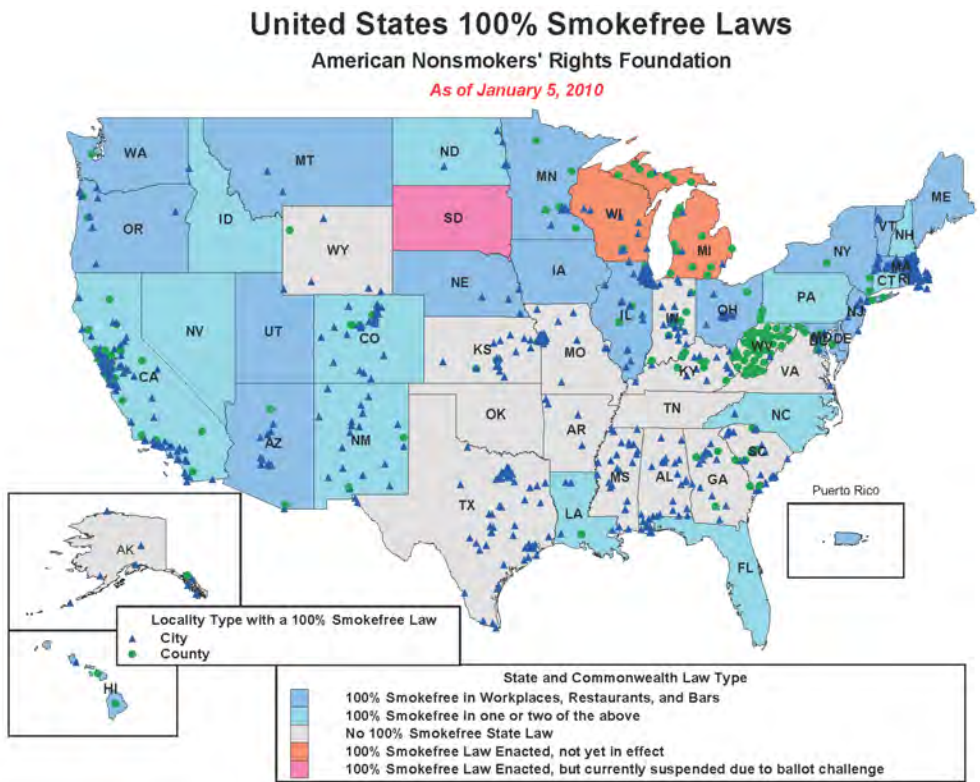 United States 100% Smokefree Laws
American Nonsmokers' Rights Foundation
As of January 5, 2010
WA
MT
ND
MN
ME
OR
ID
SD
WI
VT
NH
WY
MI
NY
MA
CT
RI
NE
IA
PA
NV
UT
IL
IN
OH
NJ
CO
DE
CA
KS
MO
WV
KY
VA
AZ
NM
OK
TN
NC
AR
SC
TX
MS
AL
GA
LA
Puerto Rico
AK
FL
Locality Type with a 100% Smokefree Law
City
County
HI
State and Commonwealth Law Type
100% Smokefree in Workplaces, Restaurants, and Bars
100% Smokefree in one or two of the above
No 100% Smokefree State Law
100% Smokefree Law Enacted, not yet in effect
100% Smokefree Law Enacted, but currently suspended due to ballot challenge